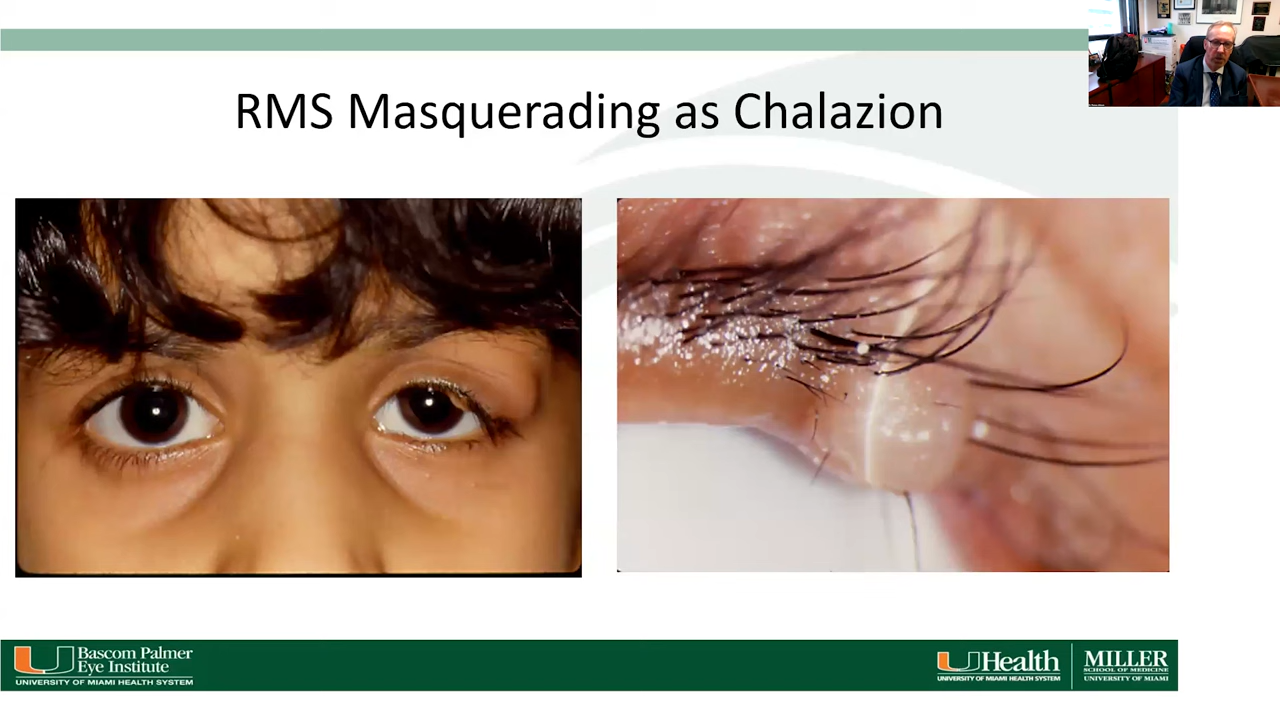 RMS Masquerading as Chalazion
Bascom Palmer
Eye Institute
UNIVERSITY OF MIAMI HEALTH SYSTEM
UHealth
UNIVERSITY OF MIAMI HEALTH SYSTEM
MILLER
SCHOOL OF MEDICINE
UNIVERSITY OF MIAMI